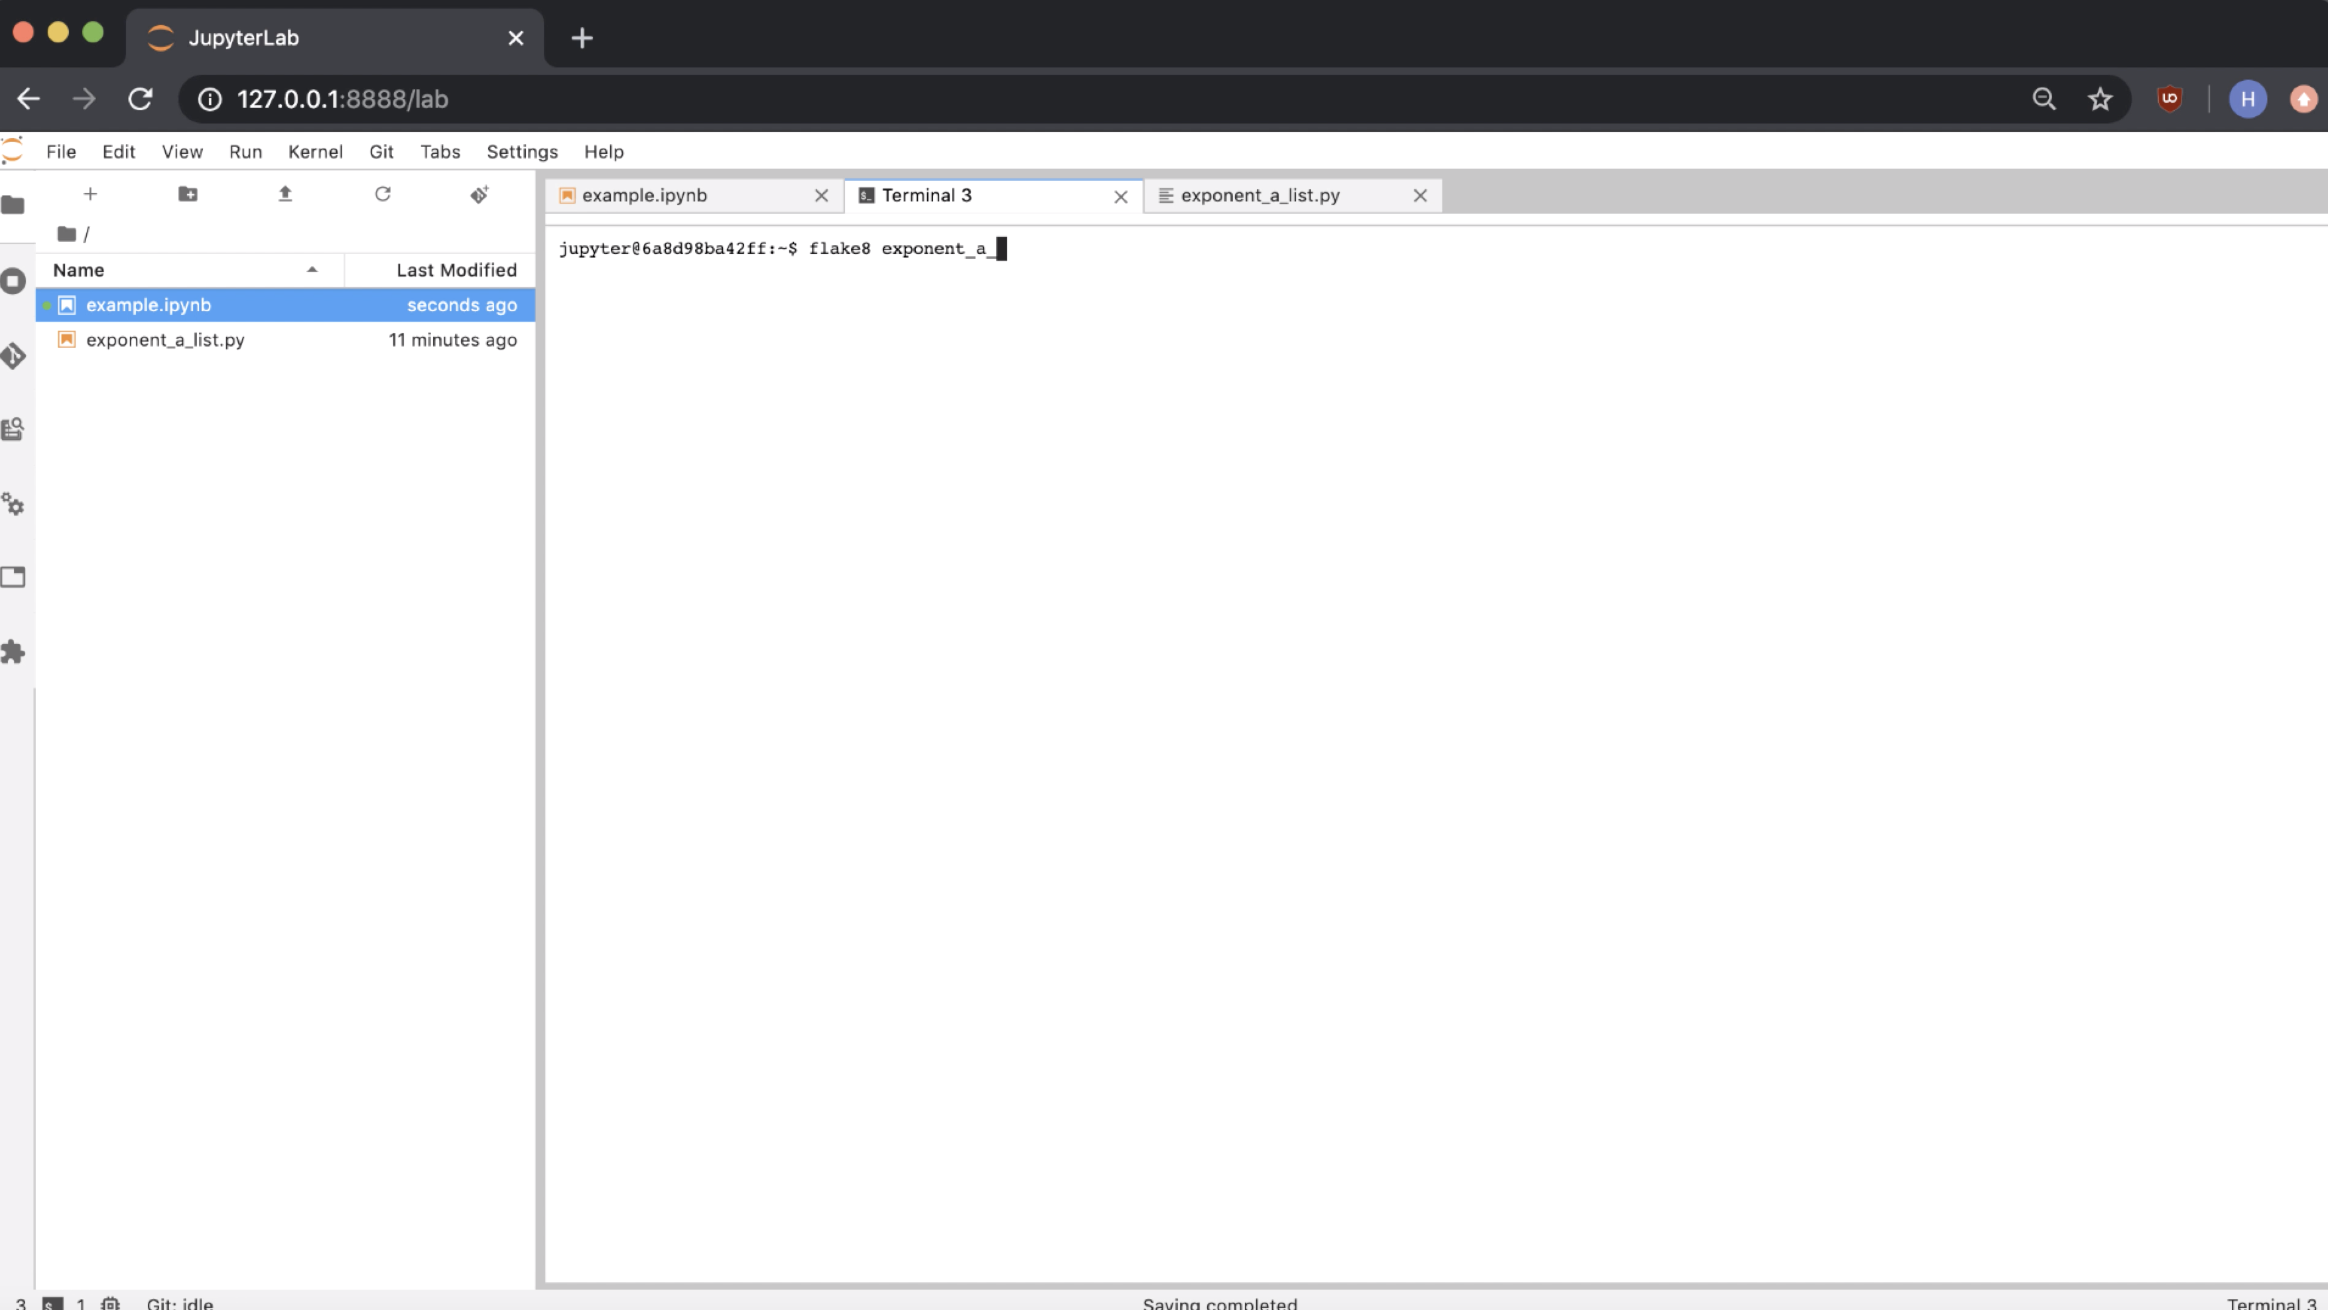 JupyterLab
127.0.0.1:8888/lab
H
File Edit View Run Kernel Git Tabs Settings Help
example.ipynb Terminal 3 exponent_a_list.py
/
jupyter@6a8d98ba42ff:~$ flake8 exponent_a_
Name Last Modified
example.ipynb seconds ago
exponent_a_list.py 11 minutes ago
3 1 Git: idle Saving completed Terminal 3